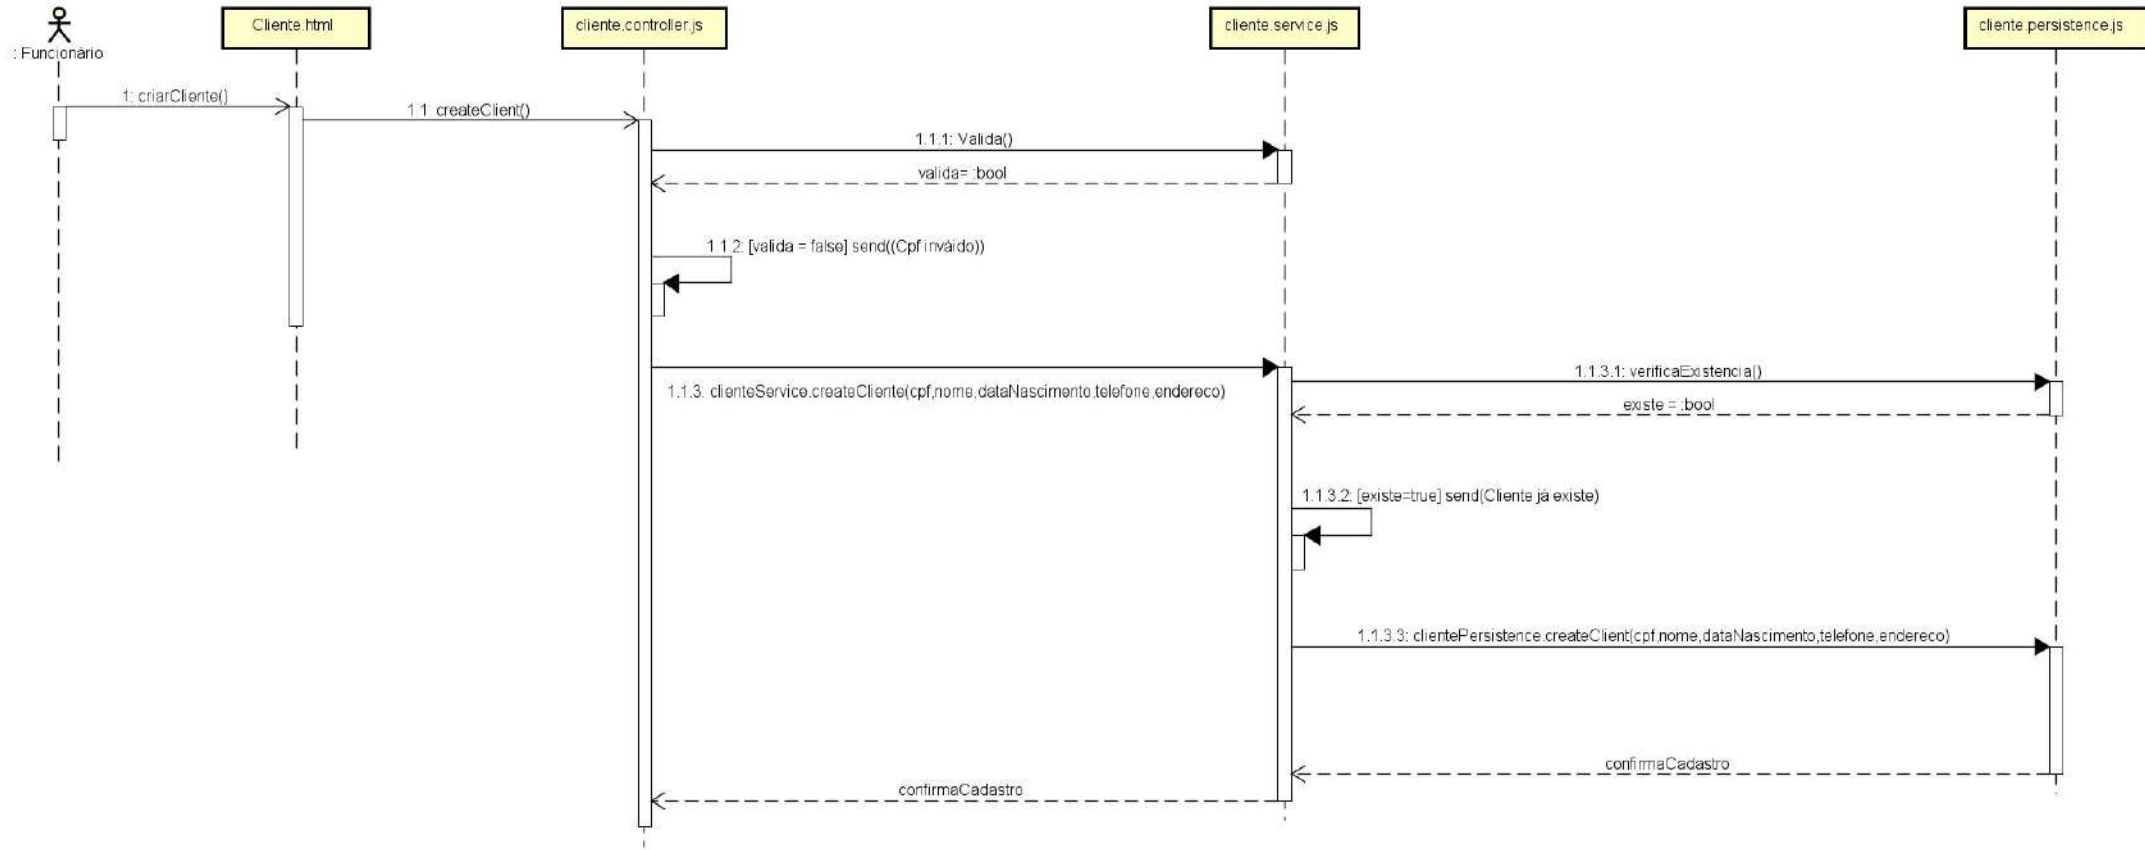 : Funcionário
Cliente.html
cliente.controller.js
cliente.service.js
cliente.persistence.js
1: criarCliente()
1.1: createClient()
1.1.1: Valida()
valida= :bool
1.1.2: [valida = false] send((Cpf inváido))
1.1.3: clienteService.createCliente(cpf,nome,dataNascimento,telefone,endereco)
1.1.3.1: verificaExistencia()
existe = :bool
1.1.3.2: [existe=true] send(Cliente já existe)
1.1.3.3: clientePersistence.createClient(cpf,nome,dataNascimento,telefone,endereco)
confirmaCadastro
confirmaCadastro